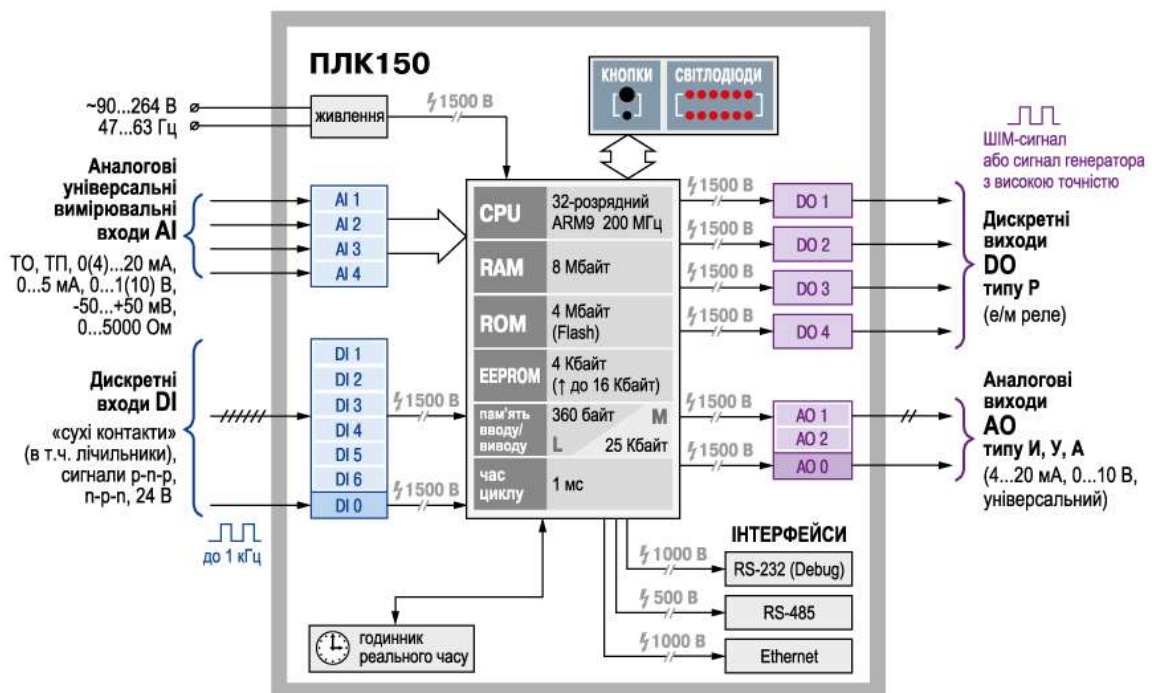 ПЛК150
КНОПКИ
СВІТЛОДІОДИ
~90...264 В
47...63 Гц
живлення
1500 В
Аналогові
універсальні
вимірювальні
входи AI
ТО, ТП, 0(4)...20 мА,
0...5 мА, 0...1(10) В,
-50...+50 мВ,
0...5000 Ом
AI 1
AI 2
AI 3
AI 4
Дискретні
входи DI
«сухі контакти»
(в т.ч. лічильники),
сигнали p-n-p,
n-p-n, 24 В
до 1 кГц
DI 1
DI 2
DI 3
DI 4
DI 5
DI 6
DI 0
1500 В
1500 В
CPU
32-розрядний
ARM9 200 МГц
RAM
8 Мбайт
ROM
4 Мбайт
(Flash)
EEPROM
4 Кбайт
(↑ до 16 Кбайт)
пам'ять
вводу/
виводу
360 байт
M
L
25 Кбайт
час
циклу
1 мс
1500 В
1500 В
1500 В
1500 В
DO 1
DO 2
DO 3
DO 4
1500 В
1500 В
AO 1
AO 2
AO 0
ШІМ-сигнал
або сигнал генератора
з високою точністю
Дискретні
виходи
DO
типу Р
(е/м реле)
Аналогові
виходи
АО
типу И, У, А
(4...20 мА, 0...10 В,
універсальний)
ІНТЕРФЕЙСИ
1000 В
RS-232 (Debug)
500 В
RS-485
1000 В
Ethernet
годинник
реального часу